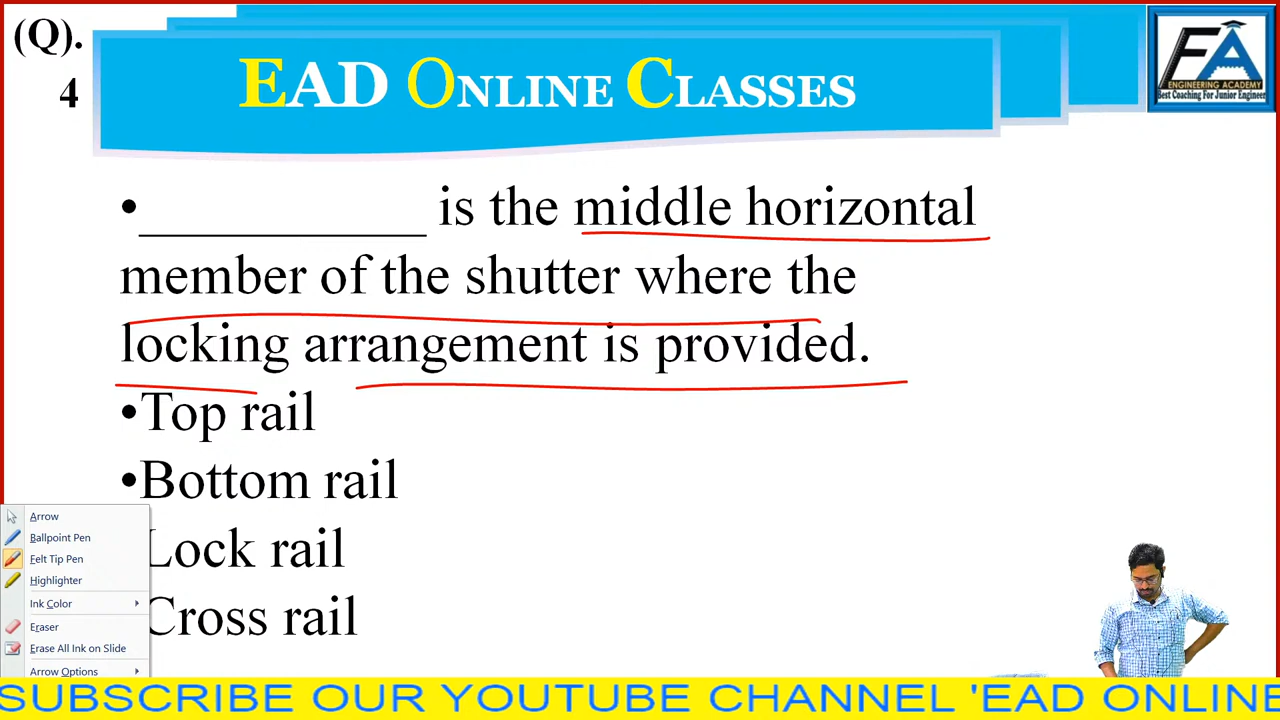 (Q).
4
EAD ONLINE CLASSES
FA
ENGINEERING ACADEMY
Best Coaching For Junior Engineer
•__________ is the middle horizontal
member of the shutter where the
locking arrangement is provided.
•Top rail
•Bottom rail
Lock rail
Cross rail
Arrow
Ballpoint Pen
Felt Tip Pen
Highlighter
Ink Color
Eraser
Erase All Ink on Slide
Arrow Options
SUBSCRIBE OUR YOUTUBE CHANNEL 'EAD ONLINE